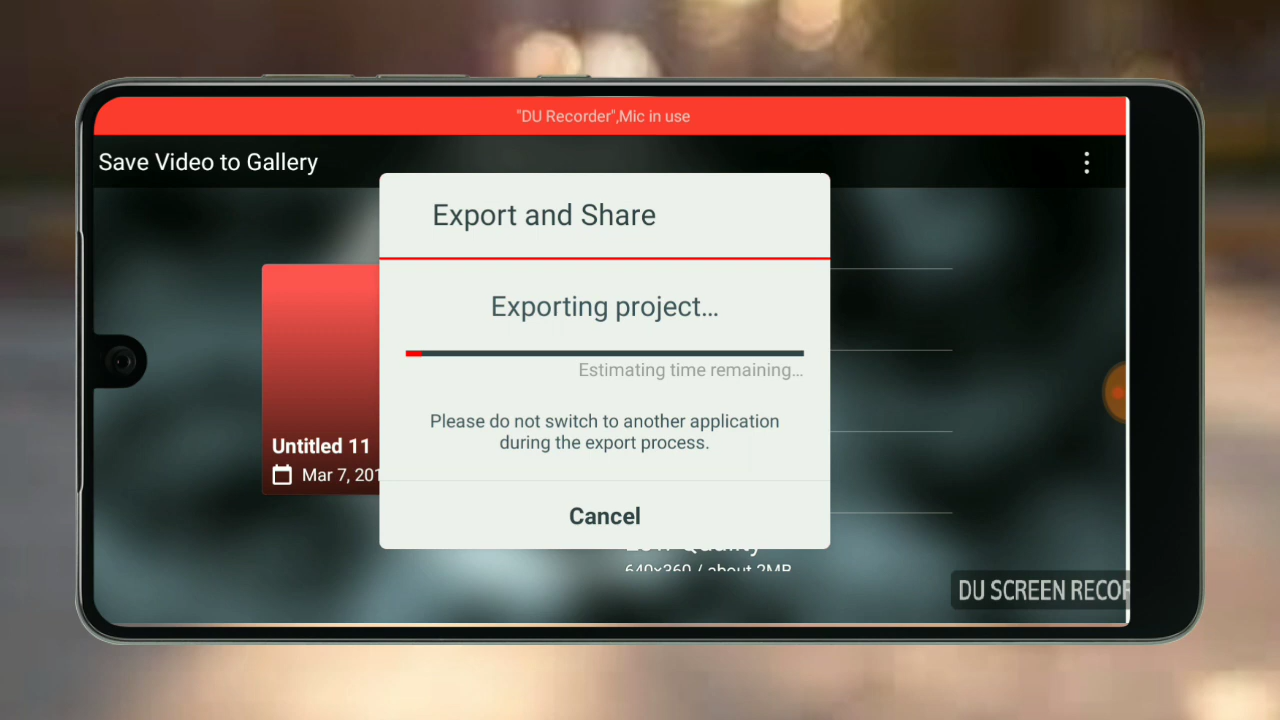 "DU Recorder",Mic in use
Save Video to Gallery
Export and Share
Exporting project...
Estimating time remaining...
Please do not switch to another application
during the export process.
Untitled 11
Mar 7, 201
Cancel
640x360 / about 2MB
DU SCREEN RECOR